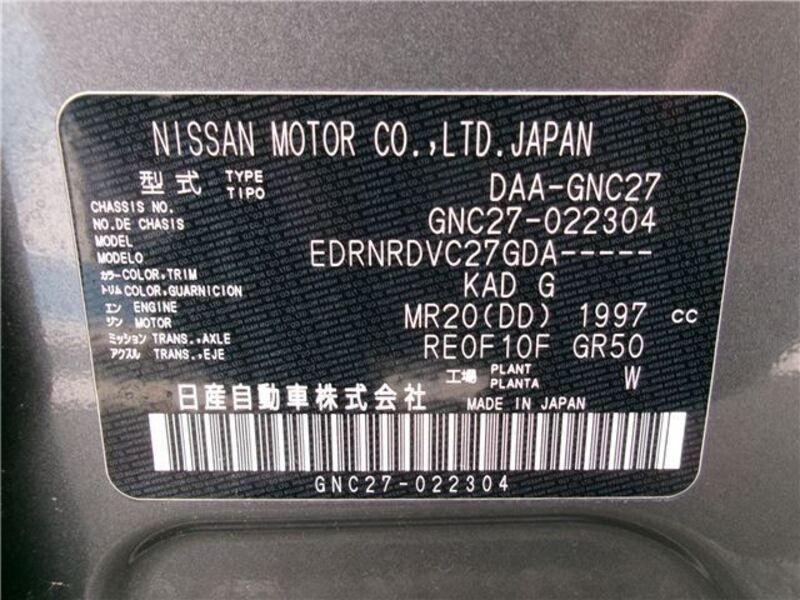 NISSAN MOTOR CO.,LTD.JAPAN
型式 TYPE TIPO DAA-GNC27
CHASSIS NO.
NO.DE CHASIS GNC27-022304
MODEL
MODELO EDRNRDVC27GDA-----
カラー COLOR,TRIM
トリム COLOR,GUARNICION KAD G
エン ENGINE
ジン MOTOR MR20(DD) 1997 cc
ミッション TRANS.,AXLE
アクスル TRANS.,EJE RE0F10F GR50
工場 PLANT PLANTA W
日産自動車株式会社 MADE IN JAPAN
GNC27-022304